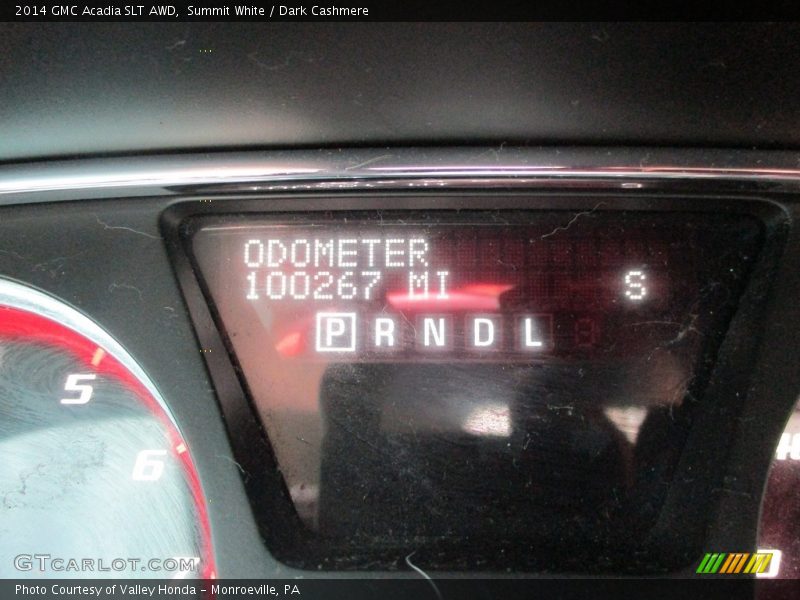 2014 GMC Acadia SLT AWD, Summit White / Dark Cashmere
ODOMETER
100267 MI S
P R N D L
5
6
GTCARLOT.COM
Photo Courtesy of Valley Honda - Monroeville, PA